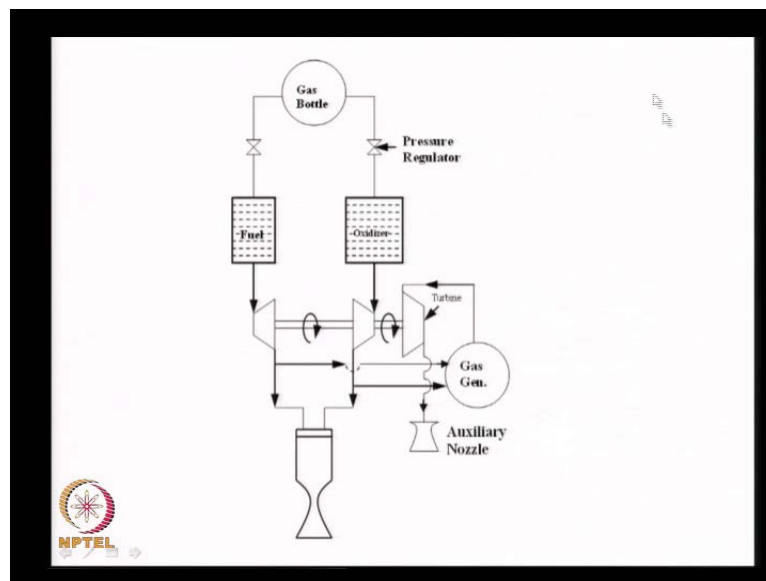 Gas
Bottle
Pressure
Regulator
Fuel
Oxidizer
Turbine
Gas
Gen.
Auxiliary
Nozzle
NPTEL